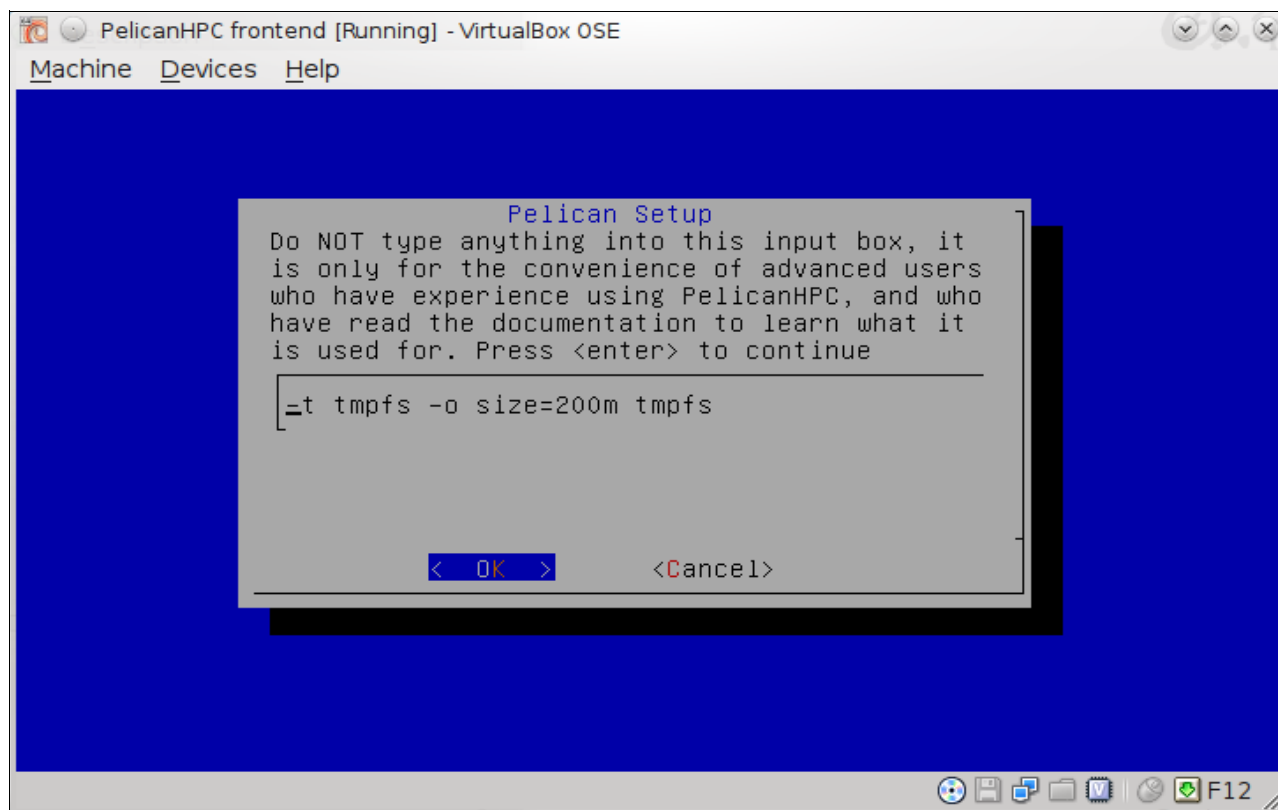 PelicanHPC frontend [Running] - VirtualBox OSE
Machine Devices Help
Pelican Setup
Do NOT type anything into this input box, it
is only for the convenience of advanced users
who have experience using PelicanHPC, and who
have read the documentation to learn what it
is used for. Press <enter> to continue
-t tmpfs -o size=200m tmpfs
< OK > <Cancel>
F12